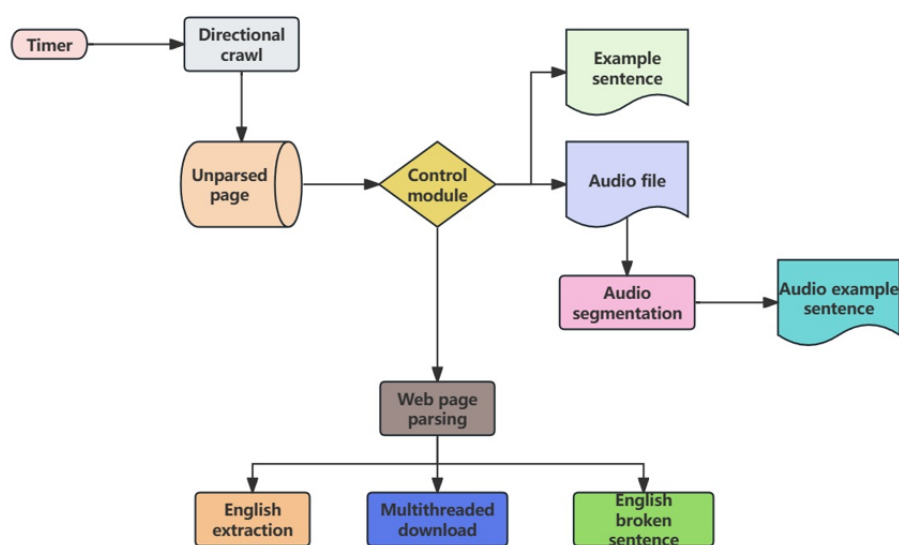 Timer
Directional
crawl
Example
sentence
Unparsed
page
Control
module
Audio file
Audio
segmentation
Audio example
sentence
Web page
parsing
English
extraction
Multithreaded
download
English
broken
sentence